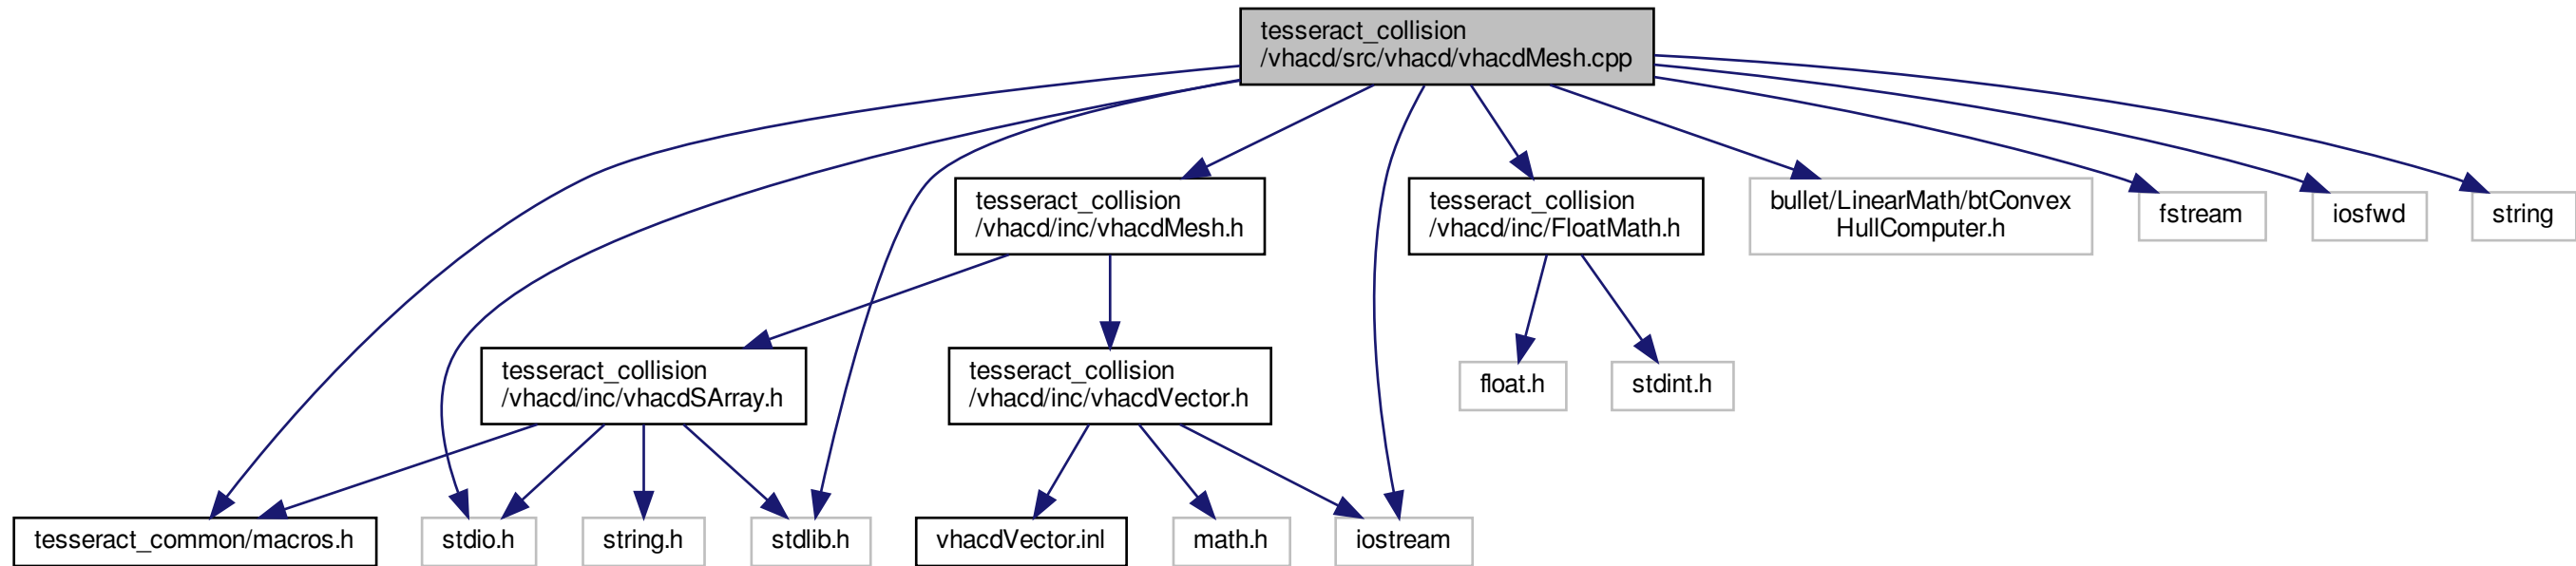 tesseract_collision
/vhacd/src/vhacd/vhacdMesh.cpp
tesseract_collision
/vhacd/inc/vhacdMesh.h
tesseract_collision
/vhacd/inc/FloatMath.h
bullet/LinearMath/btConvex
HullComputer.h
fstream
iosfwd
string
tesseract_collision
/vhacd/inc/vhacdSArray.h
tesseract_collision
/vhacd/inc/vhacdVector.h
float.h
stdint.h
tesseract_common/macros.h
stdio.h
string.h
stdlib.h
vhacdVector.inl
math.h
iostream